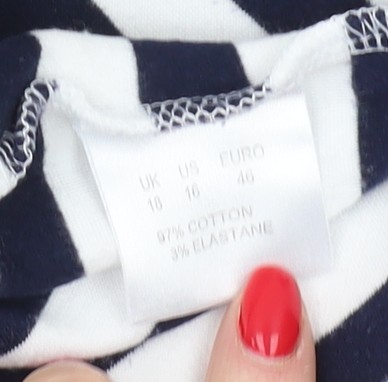 UK US EURO
18 16 46
97% COTTON
3% ELASTANE